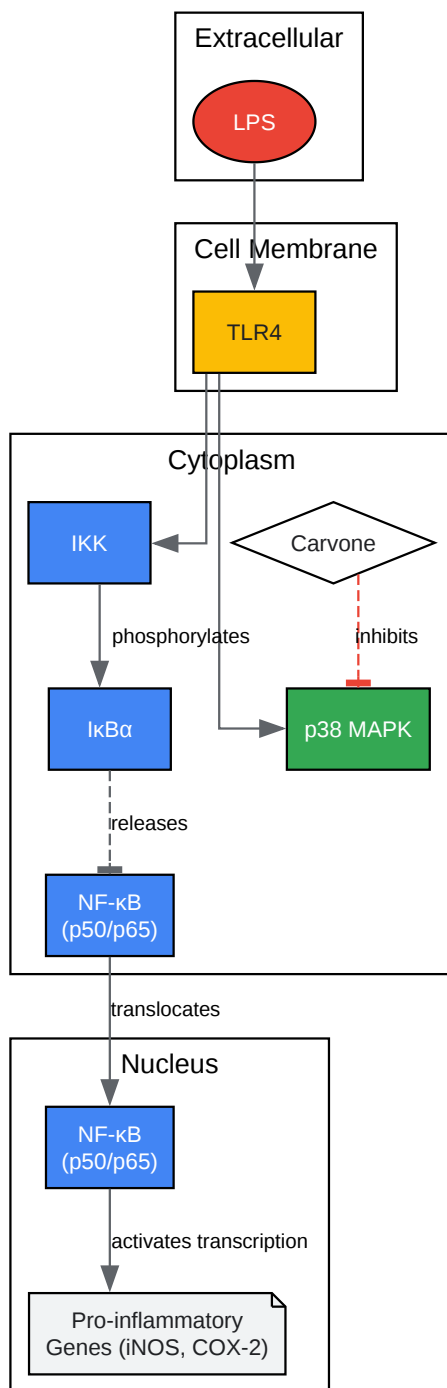 Extracellular
LPS
Cell Membrane
TLR4
Cytoplasm
IKK
Carvone
phosphorylates
inhibits
IκBα
p38 MAPK
releases
NF-κB
(p50/p65)
translocates
Nucleus
NF-κB
(p50/p65)
activates transcription
Pro-inflammatory
Genes (iNOS, COX-2)